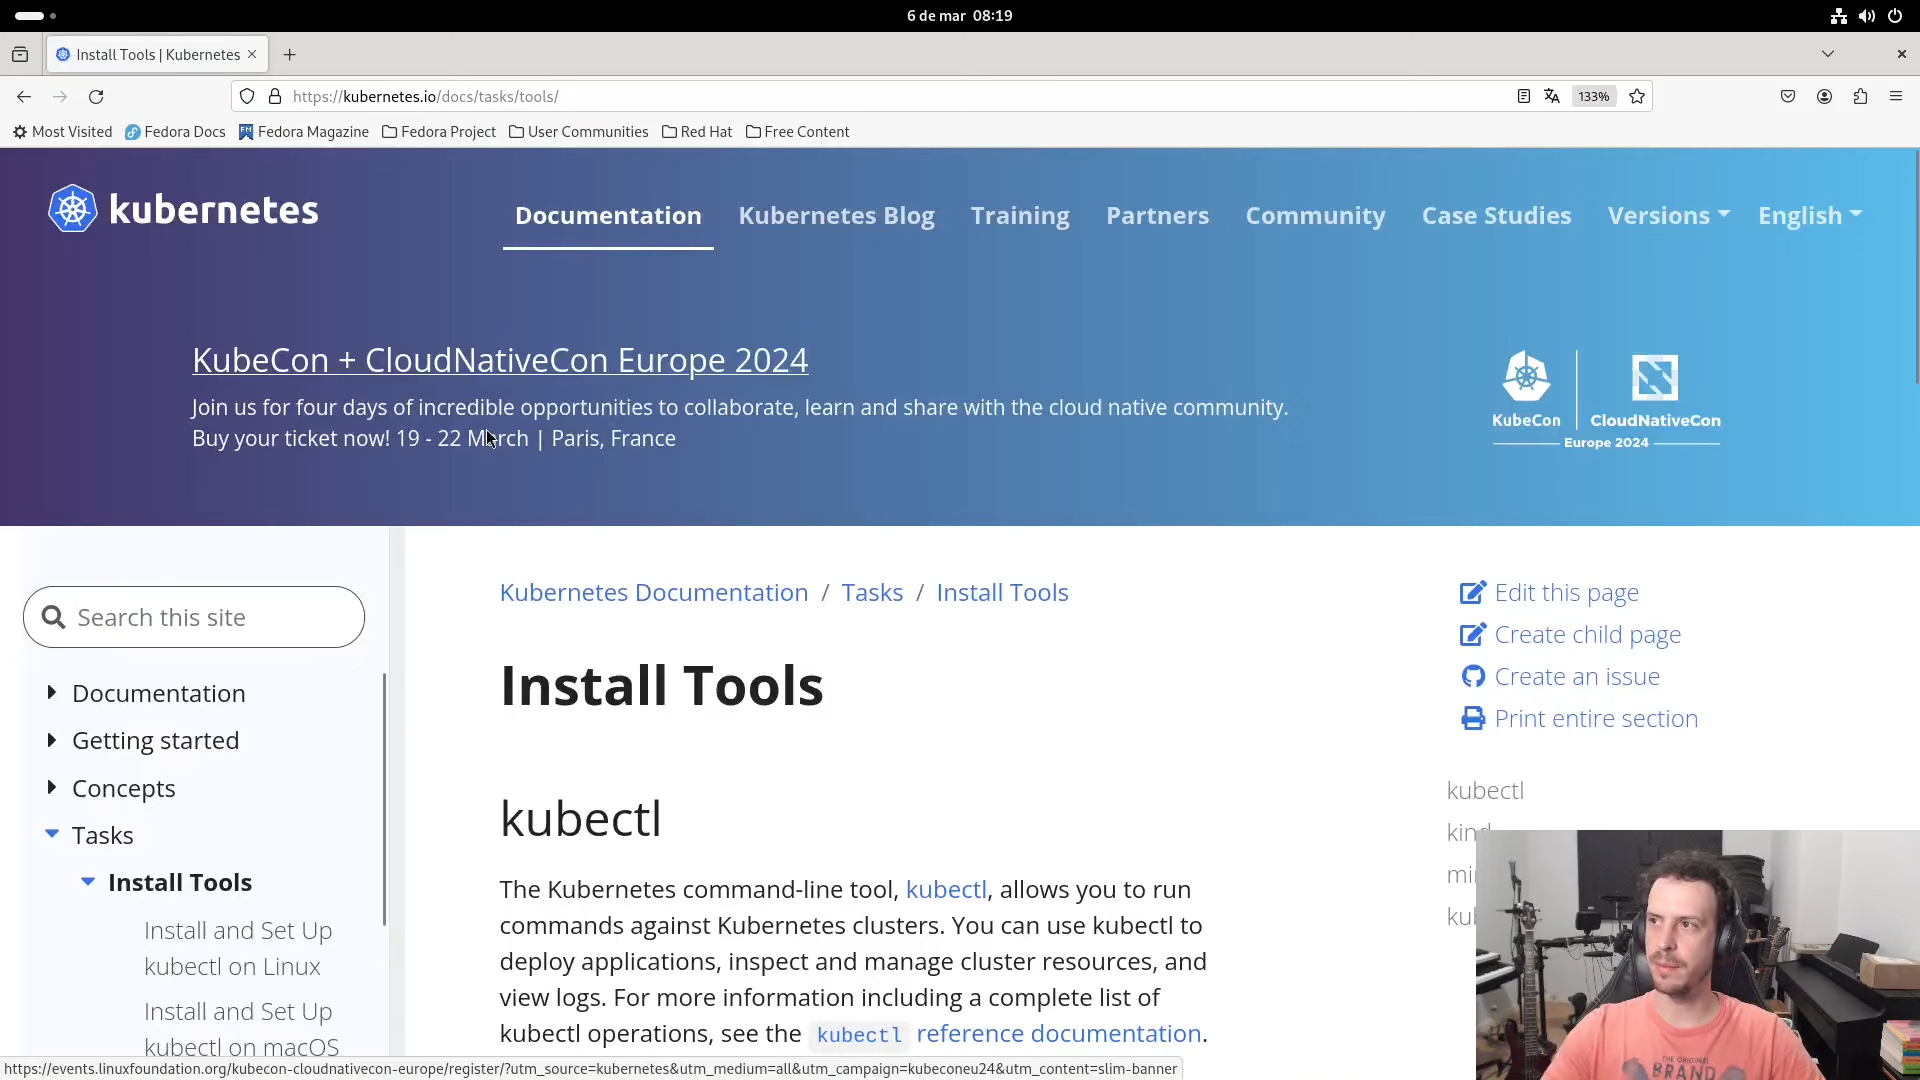 6 de mar 08:19
Install Tools | Kubernetes
https://kubernetes.io/docs/tasks/tools/
133%
Most Visited Fedora Docs Fedora Magazine Fedora Project User Communities Red Hat Free Content
kubernetes
Documentation Kubernetes Blog Training Partners Community Case Studies Versions English
KubeCon + CloudNativeCon Europe 2024
Join us for four days of incredible opportunities to collaborate, learn and share with the cloud native community.
Buy your ticket now! 19 - 22 March | Paris, France
KubeCon CloudNativeCon
Europe 2024
Search this site
Documentation
Getting started
Concepts
Tasks
Install Tools
Install and Set Up
kubectl on Linux
Install and Set Up
kubectl on macOS
Kubernetes Documentation / Tasks / Install Tools
Install Tools
kubectl
The Kubernetes command-line tool, kubectl, allows you to run
commands against Kubernetes clusters. You can use kubectl to
deploy applications, inspect and manage cluster resources, and
view logs. For more information including a complete list of
kubectl operations, see the kubectl reference documentation.
Edit this page
Create child page
Create an issue
Print entire section
kubectl
kind
THE ORIGINAL
BRAND
https://events.linuxfoundation.org/kubecon-cloudnativecon-europe/register/?utm_source=kubernetes&utm_medium=all&utm_campaign=kubeconeu24&utm_content=slim-banner